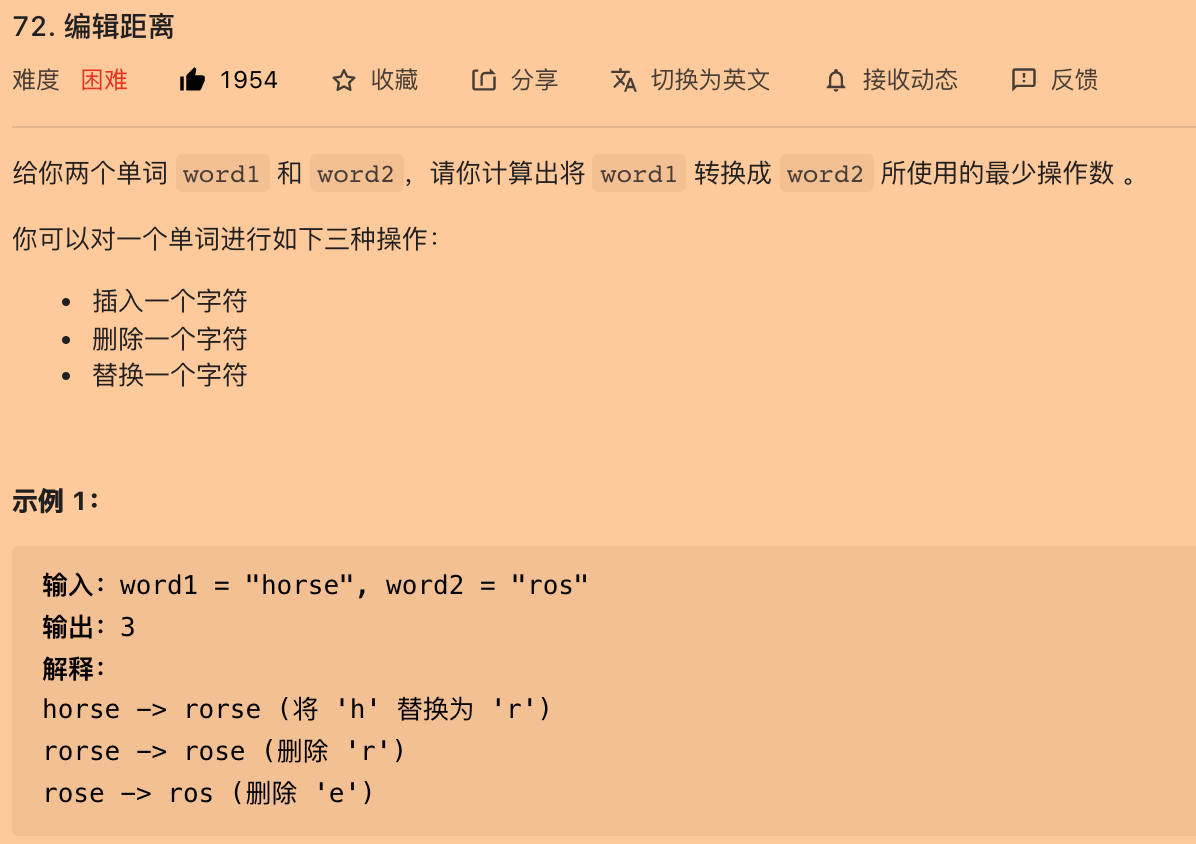 72. 编辑距离
难度 困难 1954 收藏 分享 切换为英文 接收动态 反馈
给你两个单词 word1 和 word2，请你计算出将 word1 转换成 word2 所使用的最少操作数 。
你可以对一个单词进行如下三种操作：
• 插入一个字符
• 删除一个字符
• 替换一个字符
示例 1：
输入：word1 = "horse", word2 = "ros"
输出：3
解释：
horse -> rorse (将 'h' 替换为 'r')
rorse -> rose (删除 'r')
rose -> ros (删除 'e')